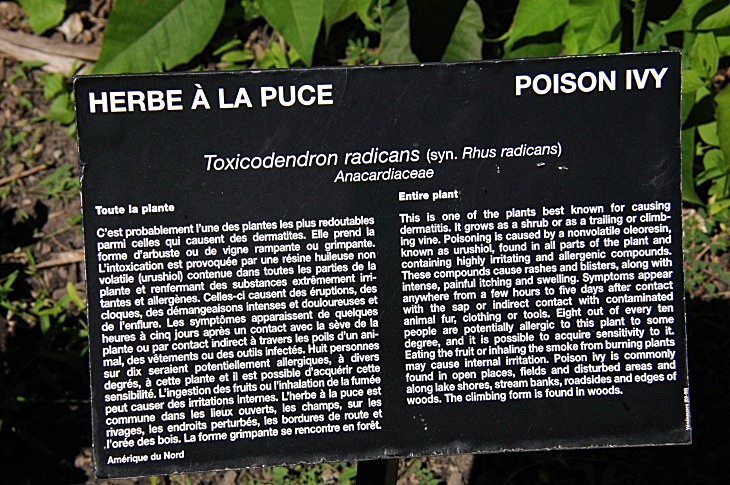 HERBE À LA PUCE
POISON IVY
Toxicodendron radicans (syn. Rhus radicans)
Anacardiaceae
Toute la plante
C'est probablement l'une des plantes les plus redoutables
parmi celles qui causent des dermatites. Elle prend la
forme d'arbuste ou de vigne rampante ou grimpante.
L'intoxication est provoquée par une résine huileuse non
volatile (urushiol) contenue dans toutes les parties de la
plante et renfermant des substances extrêmement irri-
tantes et allergènes. Celles-ci causent des éruptions, des
cloques, des démangeaisons intenses et douloureuses et
de l'enflure. Les symptômes apparaissent de quelques
heures à cinq jours après un contact avec la sève de la
plante ou par contact indirect à travers les poils d'un ani-
mal, des vêtements ou des outils infectés. Huit personnes
sur dix seraient potentiellement allergiques, à divers
degrés, à cette plante et il est possible d'acquérir cette
sensibilité. L'ingestion des fruits ou l'inhalation de la fumée
peut causer des irritations internes. L'herbe à la puce est
commune dans les lieux ouverts, les champs, sur les
rivages, les endroits perturbés, les bordures de route et
l'orée des bois. La forme grimpante se rencontre en forêt.
Amérique du Nord
Entire plant
This is one of the plants best known for causing
dermatitis. It grows as a shrub or as a trailing or climb-
ing vine. Poisoning is caused by a nonvolatile oleoresin,
known as urushiol, found in all parts of the plant and
containing highly irritating and allergenic compounds.
These compounds cause rashes and blisters, along with
intense, painful itching and swelling. Symptoms appear
anywhere from a few hours to five days after contact
with the sap or indirect contact with contaminated
animal fur, clothing or tools. Eight out of every ten
people are potentially allergic to this plant to some
degree, and it is possible to acquire sensitivity to it.
Eating the fruit or inhaling the smoke from burning plants
may cause internal irritation. Poison ivy is commonly
found in open places, fields and disturbed areas and
along lake shores, stream banks, roadsides and edges of
woods. The climbing form is found in woods.